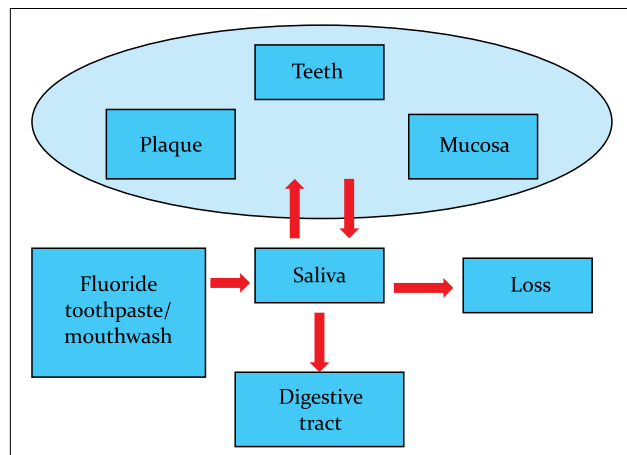 Teeth
Plaque
Mucosa
Fluoride
toothpaste/
mouthwash
Saliva
Loss
Digestive
tract